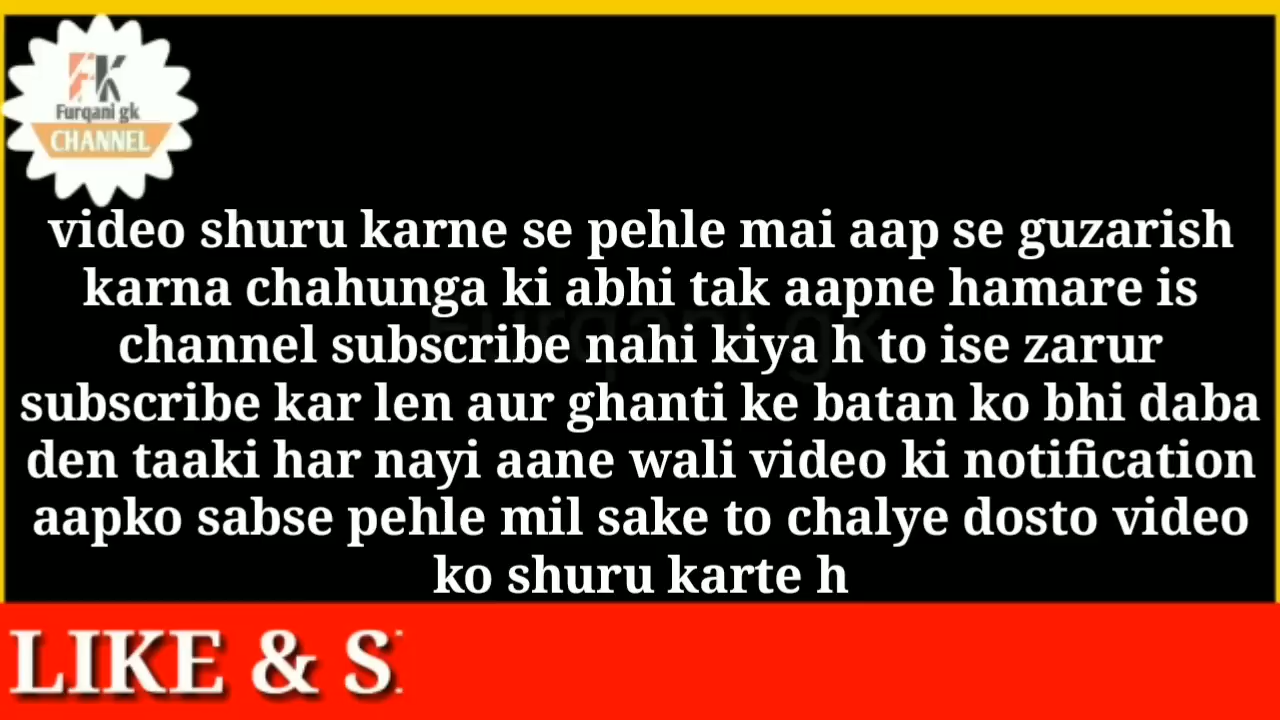 FK
Furqani gk
CHANNEL
video shuru karne se pehle mai aap se guzarish
karna chahunga ki abhi tak aapne hamare is
channel subscribe nahi kiya h to ise zarur
subscribe kar len aur ghanti ke batan ko bhi daba
den taaki har nayi aane wali video ki notification
aapko sabse pehle mil sake to chalye dosto video
ko shuru karte h
Furqani gk
LIKE & S